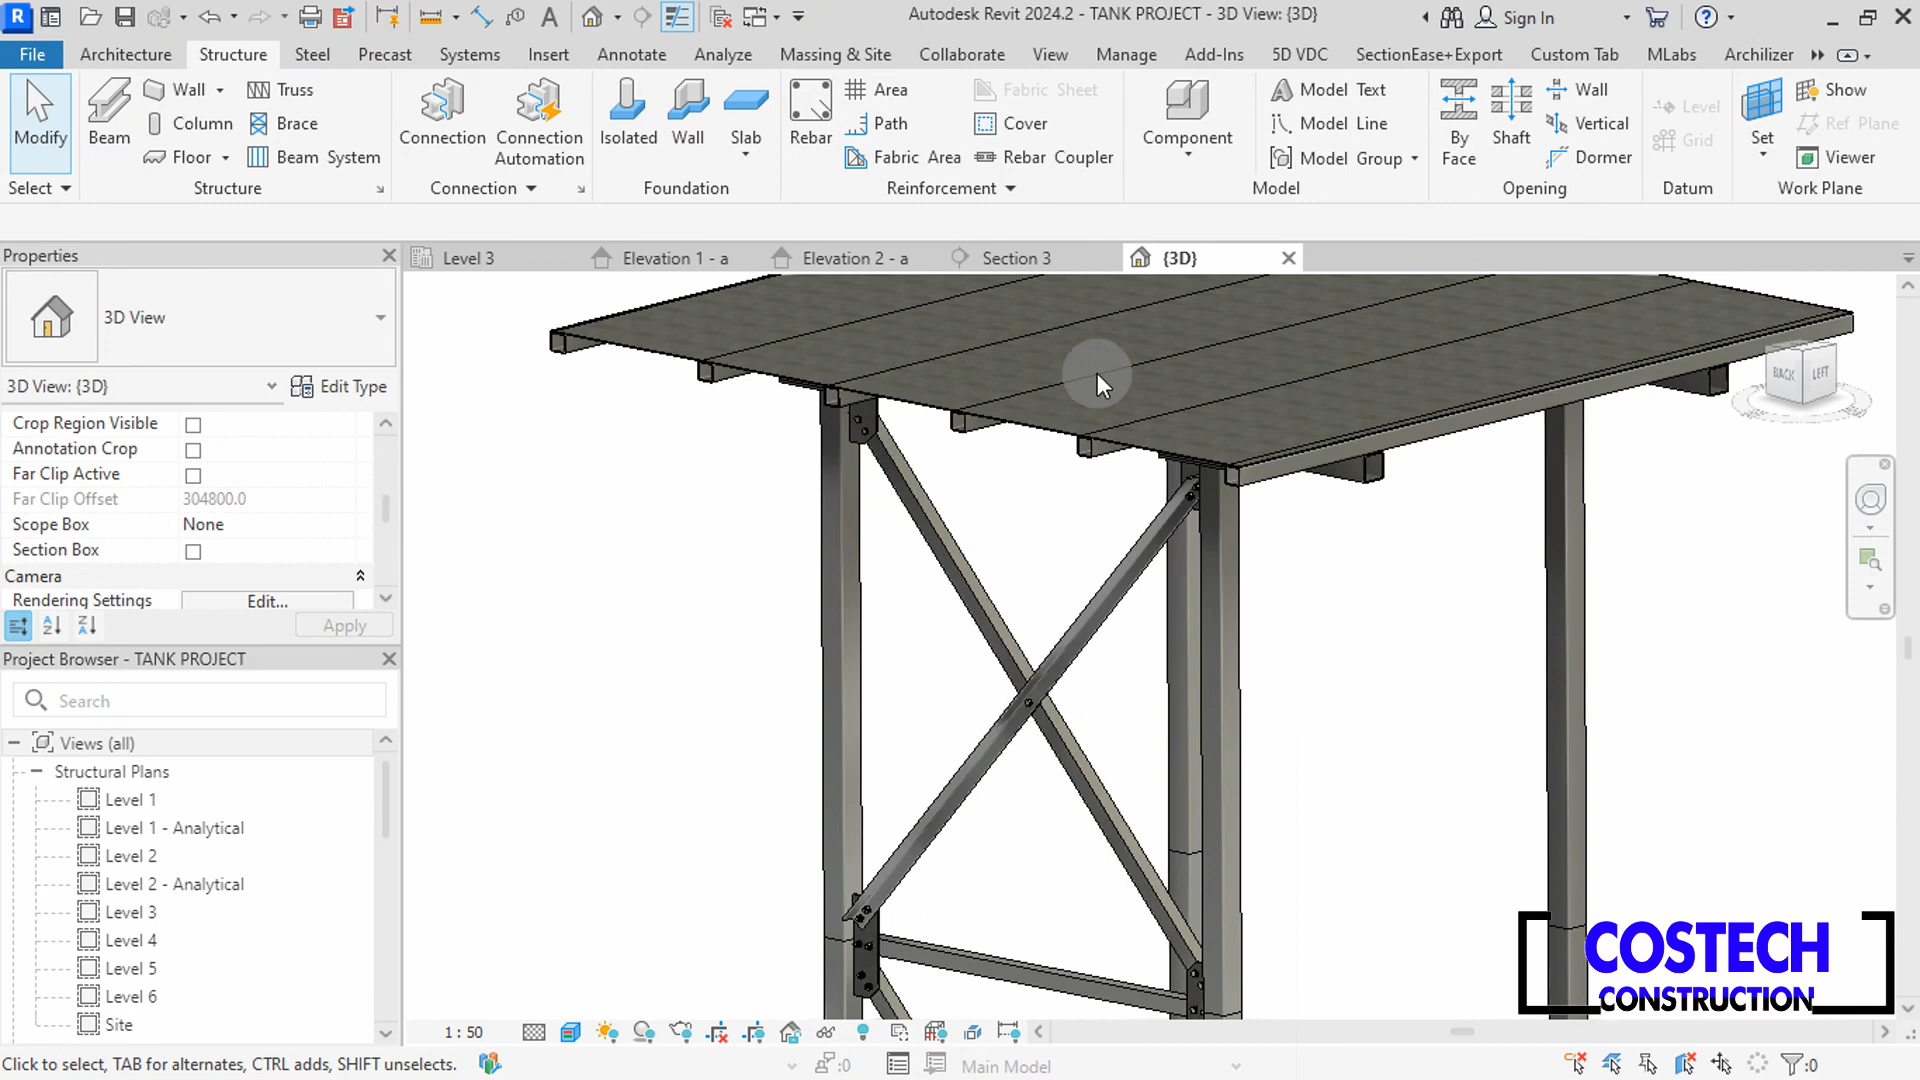 Autodesk Revit 2024.2 - TANK PROJECT - 3D View: {3D}
Sign In
File Architecture Structure Steel Precast Systems Insert Annotate Analyze Massing & Site Collaborate View Manage Add-Ins 5D VDC SectionEase+Export Custom Tab MLabs Archilizer
Modify
Beam
Wall
Column
Floor
Truss
Brace
Beam System
Connection
Connection Automation
Isolated
Wall
Slab
Rebar
Area
Path
Fabric Area
Fabric Sheet
Cover
Rebar Coupler
Component
Model Text
Model Line
Model Group
By Face
Shaft
Wall
Vertical
Dormer
Level
Grid
Set
Show
Ref Plane
Viewer
Select Structure Connection Foundation Reinforcement Model Opening Datum Work Plane
Properties
3D View
3D View: {3D}
Edit Type
Crop Region Visible
Annotation Crop
Far Clip Active
Far Clip Offset 304800.0
Scope Box None
Section Box
Camera
Rendering Settings Edit...
Apply
Project Browser - TANK PROJECT
Search
Views (all)
Structural Plans
Level 1
Level 1 - Analytical
Level 2
Level 2 - Analytical
Level 3
Level 4
Level 5
Level 6
Site
Level 3 Elevation 1 - a Elevation 2 - a Section 3 {3D}
BACK LEFT
COSTECH
CONSTRUCTION
1 : 50
Click to select, TAB for alternates, CTRL adds, SHIFT unselects.
:0
Main Model
:0